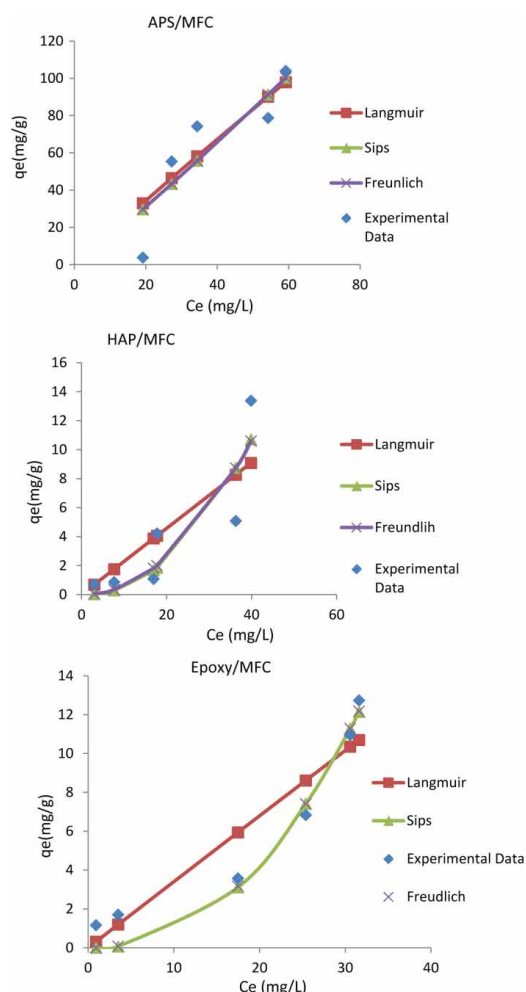 APS/MFC
120
100
80
60
40
20
0
qe(mg/g)
0 20 40 60 80
Ce (mg/L)
Langmuir
Sips
Freunlich
Experimental
Data
HAP/MFC
16
14
12
10
8
6
4
2
0
qe(mg/g)
0 20 40 60
Ce (mg/L)
Langmuir
Sips
Freundlih
Experimental
Data
Epoxy/MFC
14
12
10
8
6
4
2
0
qe(mg/g)
0 10 20 30 40
Ce (mg/L)
Langmuir
Sips
Experimental Data
Freudlich